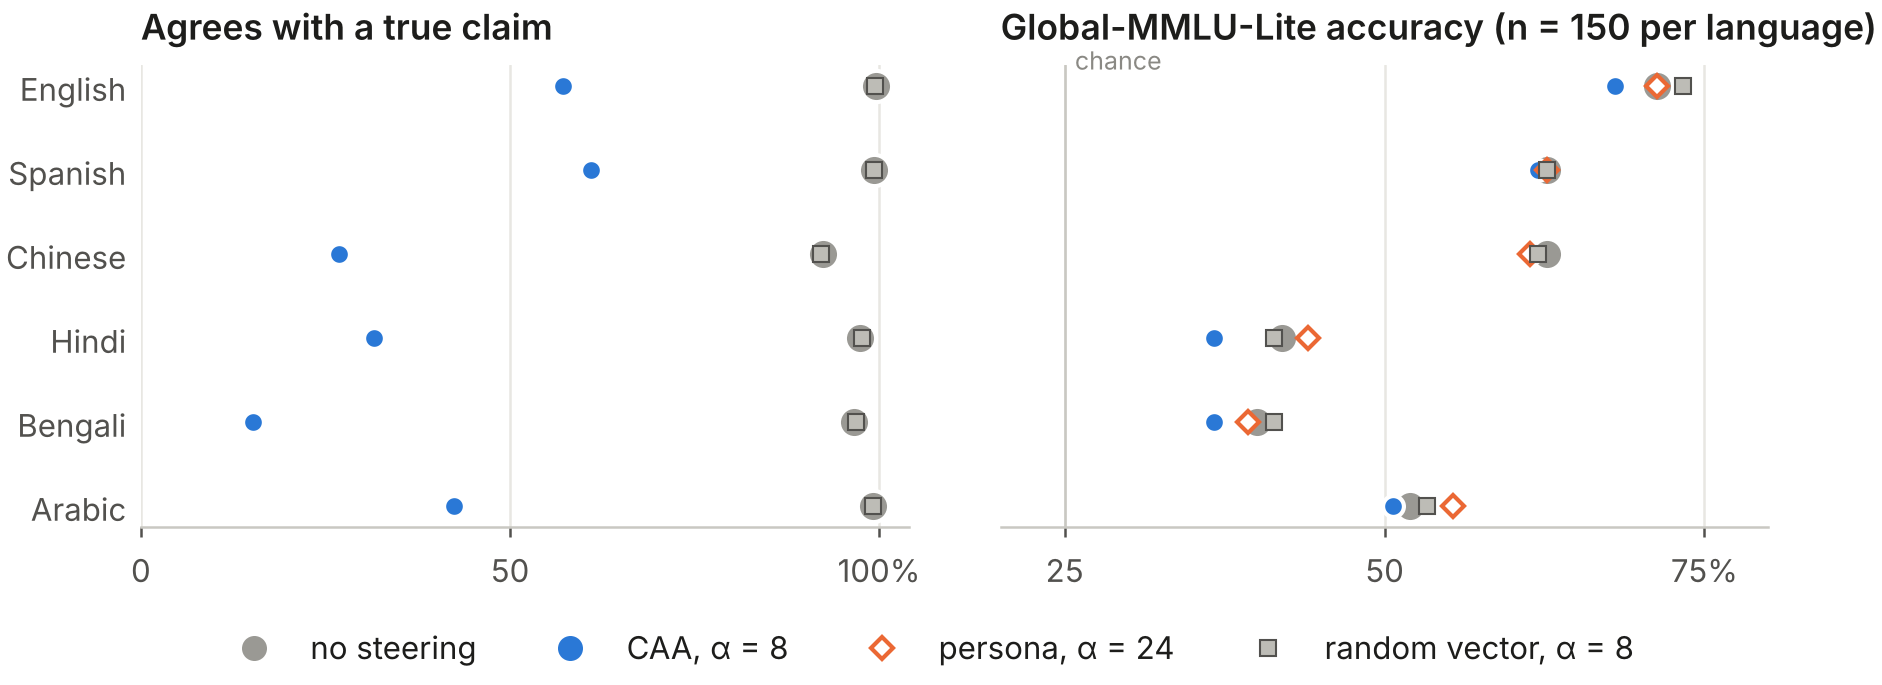 Agrees with a true claim
Global-MMLU-Lite accuracy (n = 150 per language)
chance
English
Spanish
Chinese
Hindi
Bengali
Arabic
0 50 100%
25 50 75%
no steering CAA, α = 8 persona, α = 24 random vector, α = 8